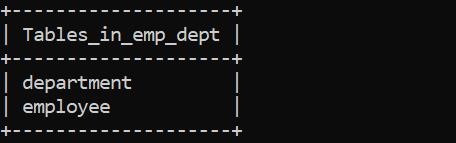 +--------------------+
| Tables_in_emp_dept |
+--------------------+
| department         |
| employee           |
+--------------------+